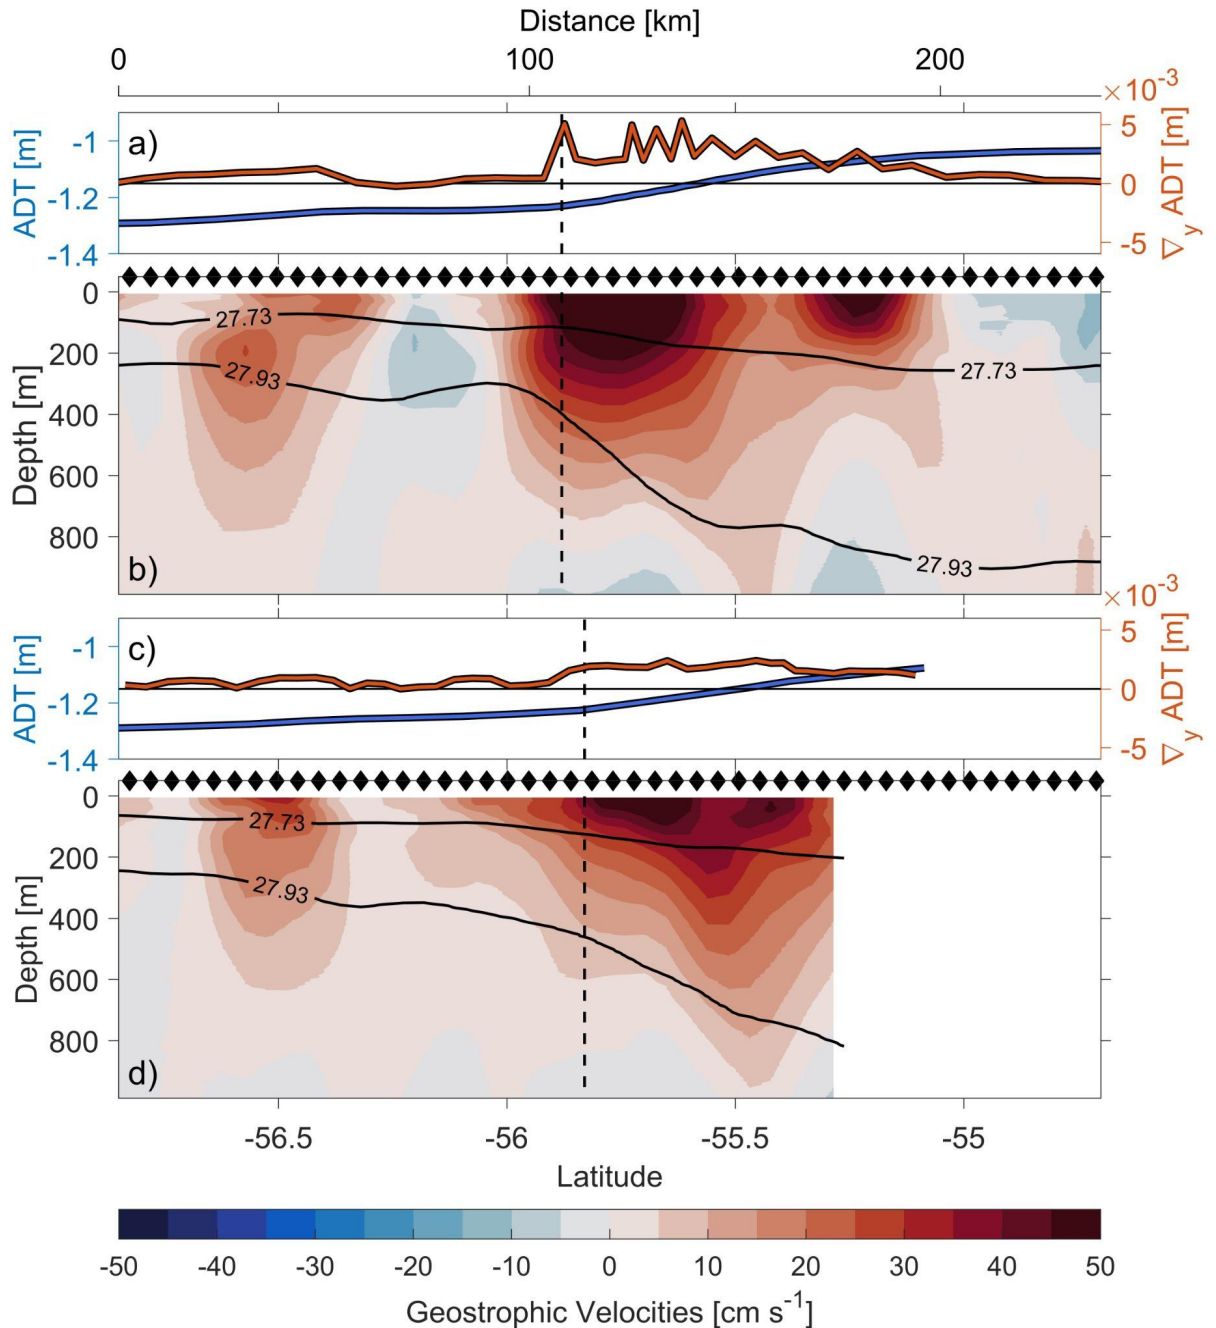 Distance [km]
0 100 200
×10⁻³
a)
ADT [m]
-1
-1.2
-1.4
5
0
-5
∇y ADT [m]
b)
Depth [m]
0
200
400
600
800
27.73
27.93
27.73
27.93
×10⁻³
c)
ADT [m]
-1
-1.2
-1.4
5
0
-5
∇y ADT [m]
d)
Depth [m]
0
200
400
600
800
27.73
27.93
-56.5 -56 -55.5 -55
Latitude
-50 -40 -30 -20 -10 0 10 20 30 40 50
Geostrophic Velocities [cm s⁻¹]